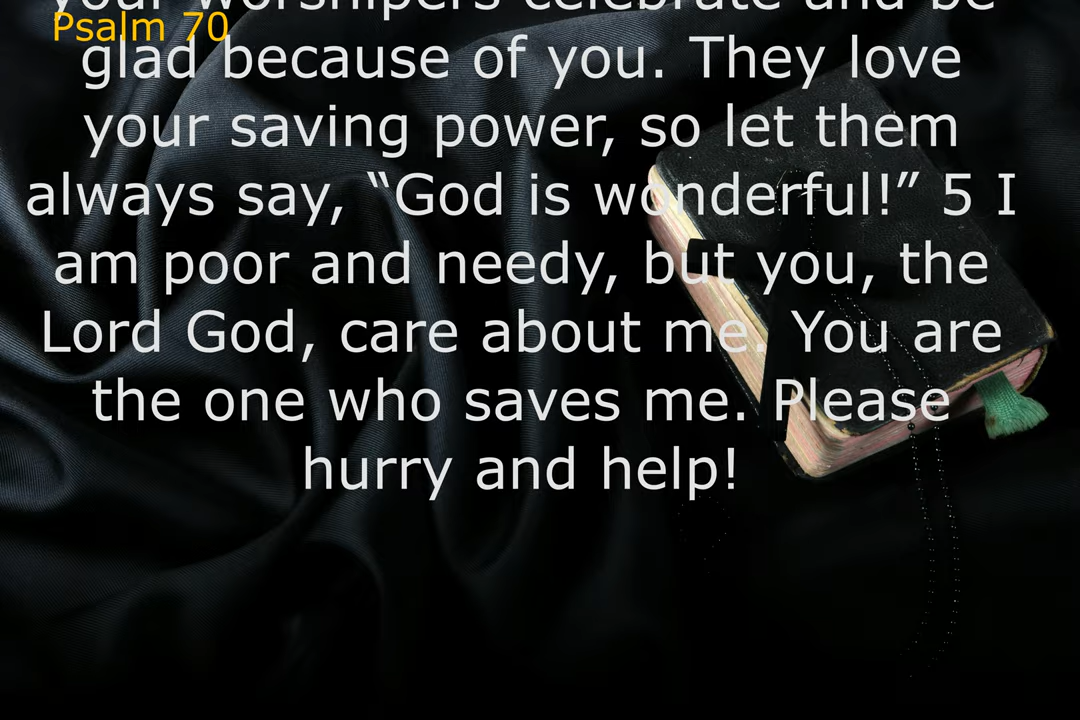 your worshipers celebrate and be
Psalm 70
glad because of you. They love
your saving power, so let them
always say, “God is wonderful!” 5 I
am poor and needy, but you, the
Lord God, care about me. You are
the one who saves me. Please
hurry and help!